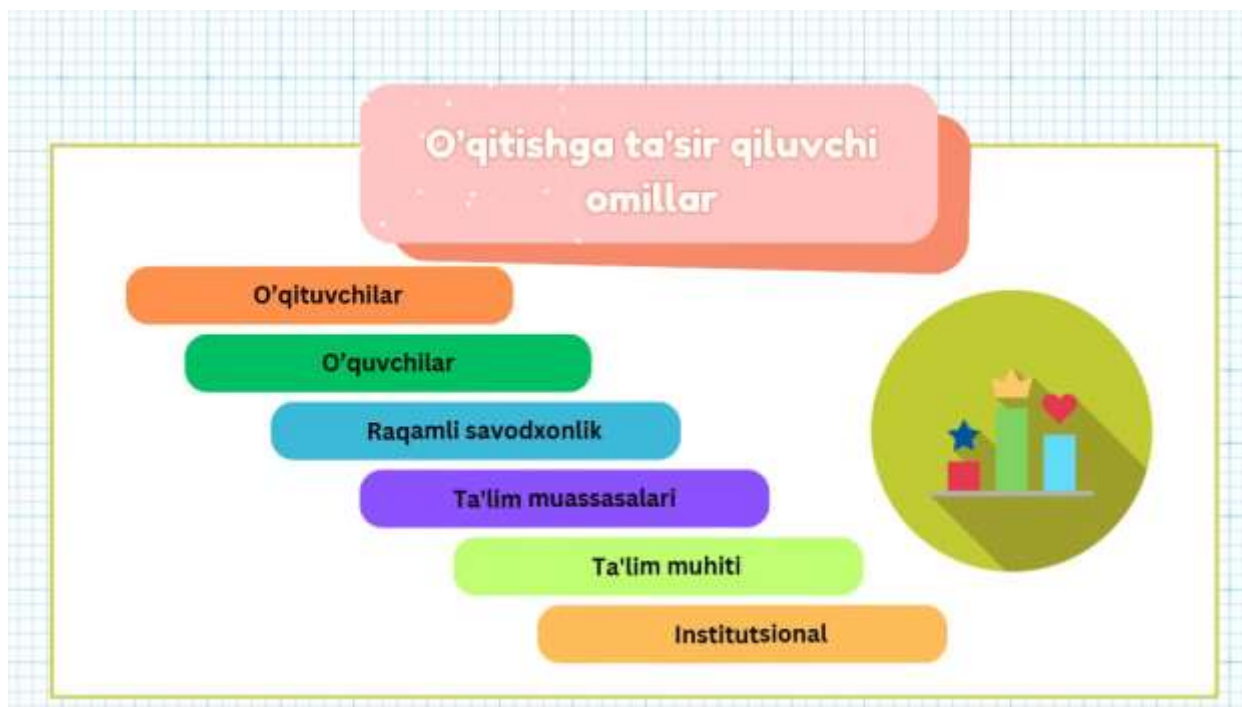 O'qitishga ta'sir qiluvchi
omillar
O'qituvchilar
O'quvchilar
Raqamli savodxonlik
Ta'lim muassasalari
Ta'lim muhiti
Institutsional